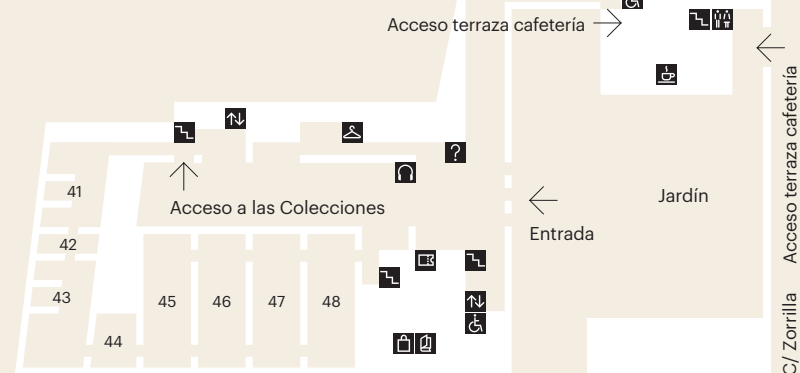 Acceso terraza cafetería
Acceso terraza cafetería
?
41
Acceso a las Colecciones
Jardín
Entrada
42
43
45
46
47
48
44
C/ Zorrilla